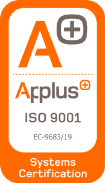 A+
Applus+
ISO 9001
EC-9683/19
Systems
Certification